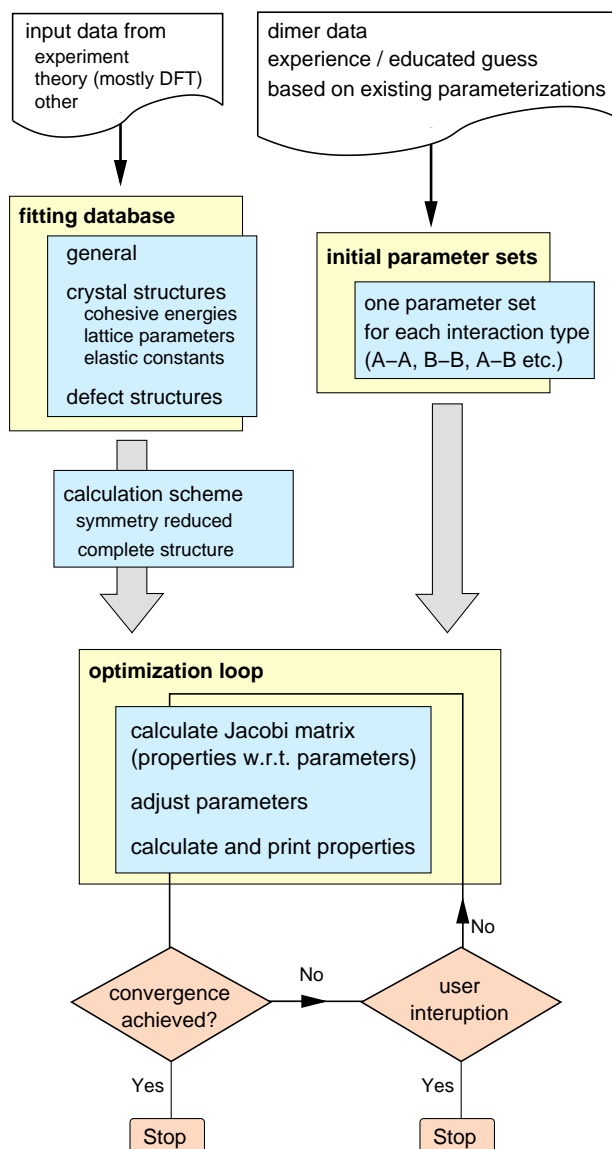 input data from
experiment
theory (mostly DFT)
other
dimer data
experience / educated guess
based on existing parameterizations
fitting database
general
crystal structures
cohesive energies
lattice parameters
elastic constants
defect structures
initial parameter sets
one parameter set
for each interaction type
(A−A, B−B, A−B etc.)
calculation scheme
symmetry reduced
complete structure
optimization loop
calculate Jacobi matrix
(properties w.r.t. parameters)
adjust parameters
calculate and print properties
No
convergence
achieved?
No
user
interuption
Yes
Yes
Stop
Stop